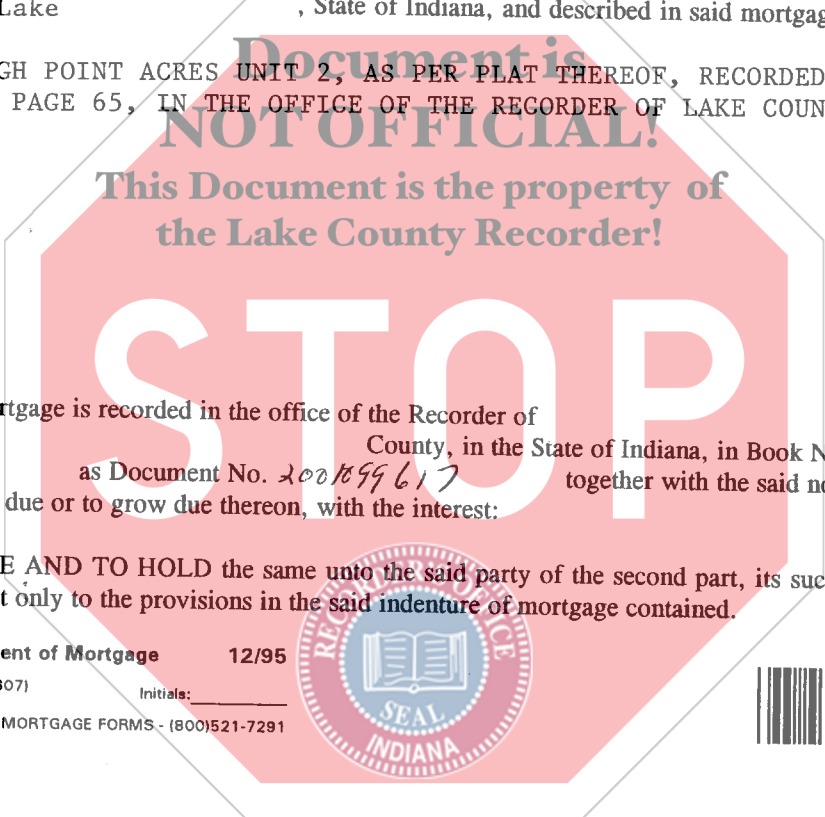 Lake , State of Indiana, and described in said mortgag
Document is
GH POINT ACRES UNIT 2, AS PER PLAT THEREOF, RECORDED
PAGE 65, IN THE OFFICE OF THE RECORDER OF LAKE COUN
NOT OFFICIAL!
This Document is the property of
the Lake County Recorder!
STOP
rtgage is recorded in the office of the Recorder of
County, in the State of Indiana, in Book N
as Document No. 2001099617 together with the said no
due or to grow due thereon, with the interest:
E AND TO HOLD the same unto the said party of the second part, its suc
t only to the provisions in the said indenture of mortgage contained.
ent of Mortgage 12/95
607)
Initials:
MORTGAGE FORMS - (800)521-7291
RECORDER'S OFFICE
SEAL
INDIANA